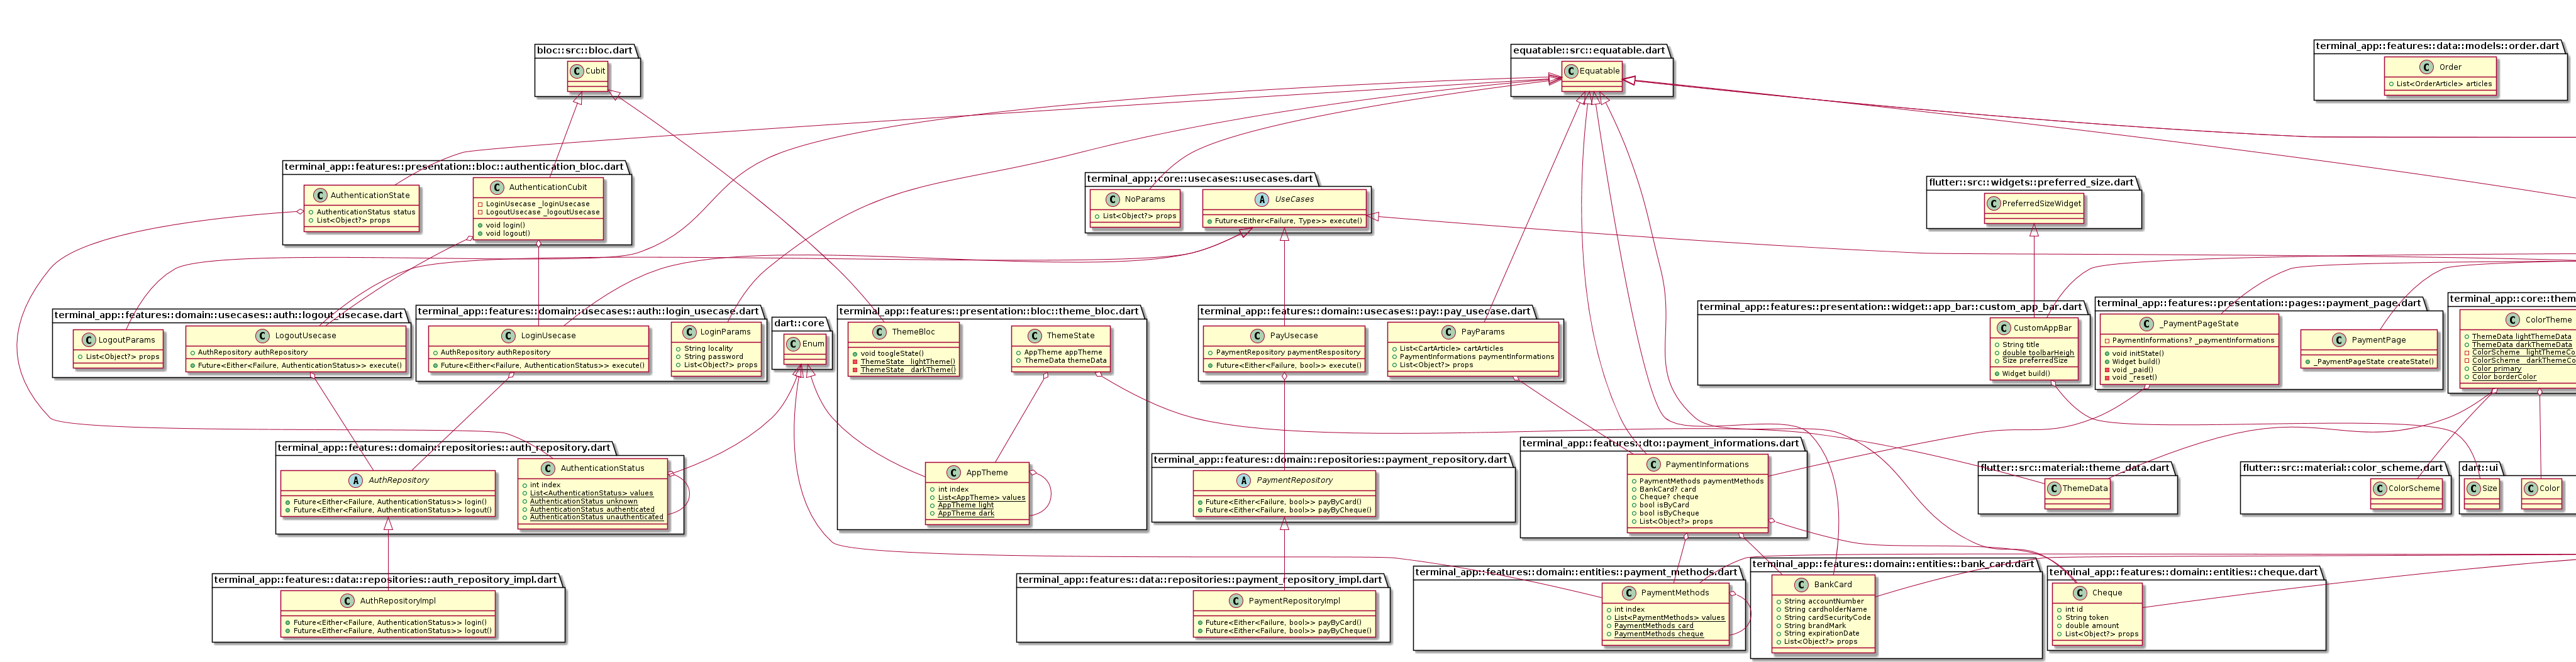 bloc::src::bloc.dart
Cubit
equatable::src::equatable.dart
Equatable
terminal_app::features::data::models::order.dart
Order
List<OrderArticle> articles
terminal_app::features::presentation::bloc::authentication_bloc.dart
AuthenticationState
AuthenticationStatus status
List<Object?> props
AuthenticationCubit
LoginUsecase _loginUsecase
LogoutUsecase _logoutUsecase
void login()
void logout()
terminal_app::core::usecases::usecases.dart
NoParams
List<Object?> props
UseCases
Future<Either<Failure, Type>> execute()
flutter::src::widgets::preferred_size.dart
PreferredSizeWidget
terminal_app::features::domain::usecases::auth::logout_usecase.dart
LogoutParams
List<Object?> props
LogoutUsecase
AuthRepository authRepository
Future<Either<Failure, AuthenticationStatus>> execute()
terminal_app::features::domain::usecases::auth::login_usecase.dart
LoginUsecase
AuthRepository authRepository
Future<Either<Failure, AuthenticationStatus>> execute()
LoginParams
String locality
String password
List<Object?> props
dart::core
Enum
terminal_app::features::presentation::bloc::theme_bloc.dart
ThemeBloc
void toogleState()
ThemeState _lightTheme()
ThemeState _darkTheme()
ThemeState
AppTheme appTheme
ThemeData themeData
AppTheme
int index
List<AppTheme> values
AppTheme light
AppTheme dark
terminal_app::features::domain::usecases::pay::pay_usecase.dart
PayUsecase
PaymentRepository paymentRespository
Future<Either<Failure, bool>> execute()
PayParams
List<CartArticle> cartArticles
PaymentInformations paymentInformations
List<Object?> props
terminal_app::features::presentation::widget::app_bar::custom_app_bar.dart
CustomAppBar
String title
double toolbarHeigh
Size preferredSize
Widget build()
terminal_app::features::presentation::pages::payment_page.dart
_PaymentPageState
PaymentInformations? _paymentInformations
void initState()
Widget build()
void _paid()
void _reset()
PaymentPage
_PaymentPageState createState()
terminal_app::core::them
ColorTheme
ThemeData lightThemeData
ThemeData darkThemeData
ColorScheme _lightThemeCo
ColorScheme _darkThemeCo
Color primary
Color borderColor
terminal_app::features::domain::repositories::auth_repository.dart
AuthRepository
Future<Either<Failure, AuthenticationStatus>> login()
Future<Either<Failure, AuthenticationStatus>> logout()
AuthenticationStatus
int index
List<AuthenticationStatus> values
AuthenticationStatus unknown
AuthenticationStatus authenticated
AuthenticationStatus unauthenticated
terminal_app::features::domain::repositories::payment_repository.dart
PaymentRepository
Future<Either<Failure, bool>> payByCard()
Future<Either<Failure, bool>> payByCheque()
terminal_app::features::dto::payment_informations.dart
PaymentInformations
PaymentMethods paymentMethods
BankCard? card
Cheque? cheque
bool isByCard
bool isByCheque
List<Object?> props
flutter::src::material::theme_data.dart
ThemeData
flutter::src::material::color_scheme.dart
ColorScheme
dart::ui
Size
Color
terminal_app::features::data::repositories::auth_repository_impl.dart
AuthRepositoryImpl
Future<Either<Failure, AuthenticationStatus>> login()
Future<Either<Failure, AuthenticationStatus>> logout()
terminal_app::features::data::repositories::payment_repository_impl.dart
PaymentRepositoryImpl
Future<Either<Failure, bool>> payByCard()
Future<Either<Failure, bool>> payByCheque()
terminal_app::features::domain::entities::payment_methods.dart
PaymentMethods
int index
List<PaymentMethods> values
PaymentMethods card
PaymentMethods cheque
terminal_app::features::domain::entities::bank_card.dart
BankCard
String accountNumber
String cardholderName
String cardSecurityCode
String brandMark
String expirationDate
List<Object?> props
terminal_app::features::domain::entities::cheque.dart
Cheque
int id
String token
double amount
List<Object?> props